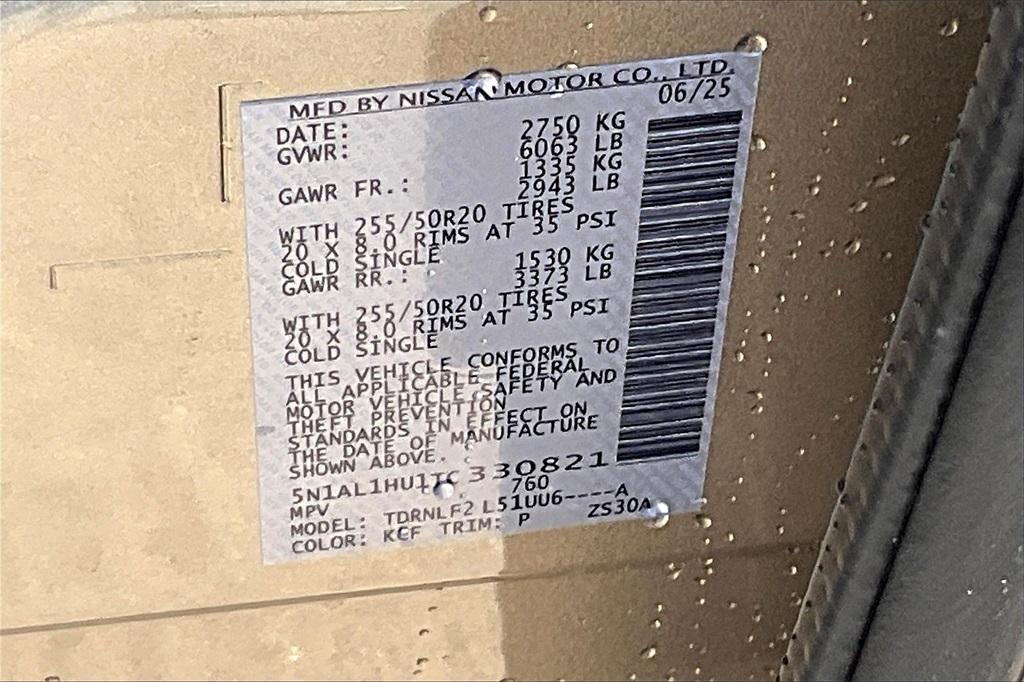 MFD BY NISSAN MOTOR CO., LTD.
DATE: 06/25
GVWR: 2750 KG
6063 LB
GAWR FR.: 1335 KG
2943 LB
WITH 255/50R20 TIRES
20 X 8.0 RIMS AT 35 PSI
COLD SINGLE
GAWR RR.: 1530 KG
3373 LB
WITH 255/50R20 TIRES
20 X 8.0 RIMS AT 35 PSI
COLD SINGLE
THIS VEHICLE CONFORMS TO
ALL APPLICABLE FEDERAL
MOTOR VEHICLE SAFETY AND
THEFT PREVENTION
STANDARDS IN EFFECT ON
THE DATE OF MANUFACTURE
SHOWN ABOVE.
5N1AL1HU1TC330821
MPV 760
MODEL: TDRNLF2 L51UU6----A
COLOR: KCF TRIM: P ZS30A